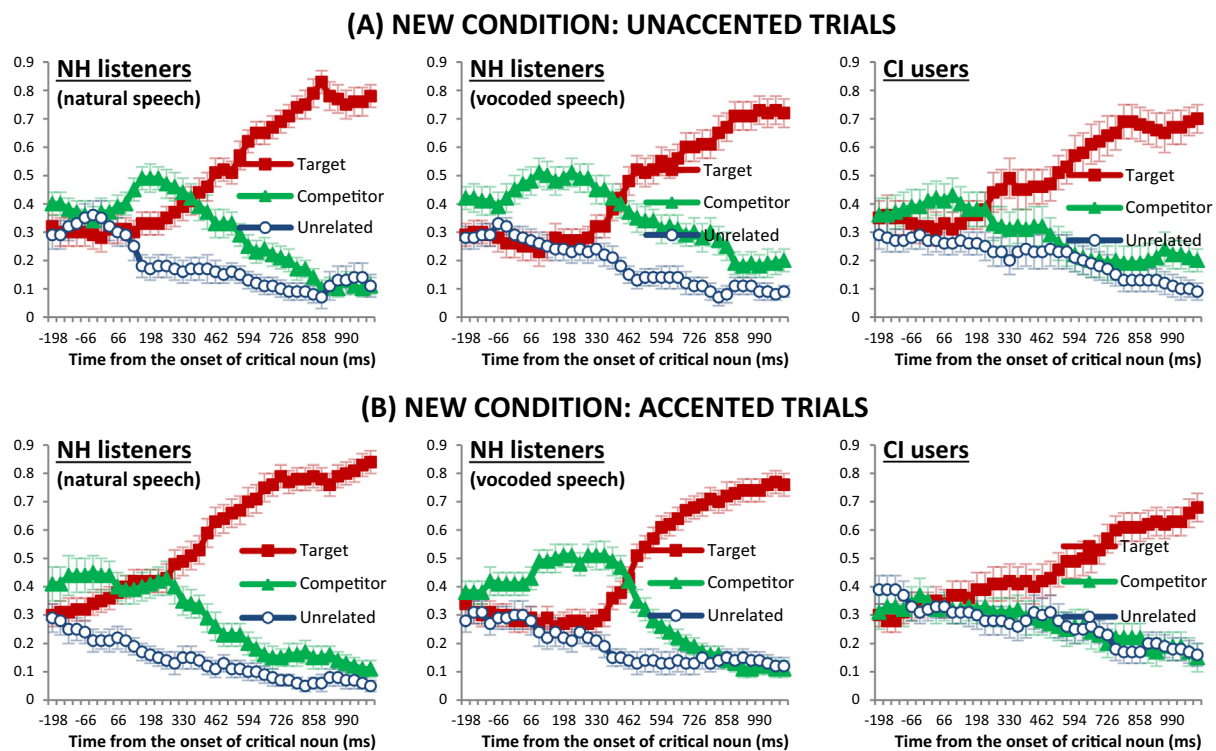 (A) NEW CONDITION: UNACCENTED TRIALS
NH listeners
(natural speech)
0.9
0.8
0.7
0.6
0.5
0.4
0.3
0.2
0.1
0
Target
Competitor
Unrelated
-198 -66 66 198 330 462 594 726 858 990
Time from the onset of critical noun (ms)
NH listeners
(vocoded speech)
0.9
0.8
0.7
0.6
0.5
0.4
0.3
0.2
0.1
0
Target
Competitor
Unrelated
-198 -66 66 198 330 462 594 726 858 990
Time from the onset of critical noun (ms)
CI users
0.9
0.8
0.7
0.6
0.5
0.4
0.3
0.2
0.1
0
Target
Competitor
Unrelated
-198 -66 66 198 330 462 594 726 858 990
Time from the onset of critical noun (ms)
(B) NEW CONDITION: ACCENTED TRIALS
NH listeners
(natural speech)
0.9
0.8
0.7
0.6
0.5
0.4
0.3
0.2
0.1
0
Target
Competitor
Unrelated
-198 -66 66 198 330 462 594 726 858 990
Time from the onset of critical noun (ms)
NH listeners
(vocoded speech)
0.9
0.8
0.7
0.6
0.5
0.4
0.3
0.2
0.1
0
Target
Competitor
Unrelated
-198 -66 66 198 330 462 594 726 858 990
Time from the onset of critical noun (ms)
CI users
0.9
0.8
0.7
0.6
0.5
0.4
0.3
0.2
0.1
0
Target
Competitor
Unrelated
-198 -66 66 198 330 462 594 726 858 990
Time from the onset of critical noun (ms)